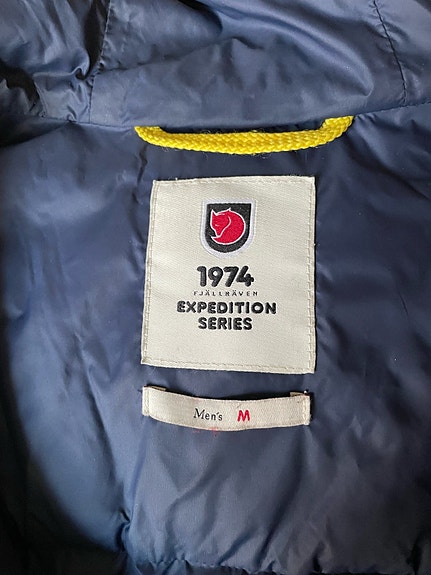 1974
FJÄLLRÄVEN
EXPEDITION
SERIES
Men's M